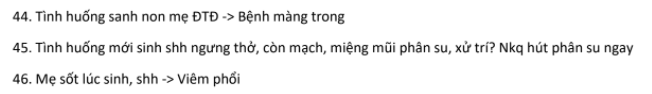 44. Tình huống sanh non mẹ ĐTĐ -> Bệnh màng trong
45. Tình huống mới sinh shh ngưng thở, còn mạch, miệng mũi phân su, xử trí? Nkq hút phân su ngay
46. Mẹ sốt lúc sinh, shh -> Viêm phổi